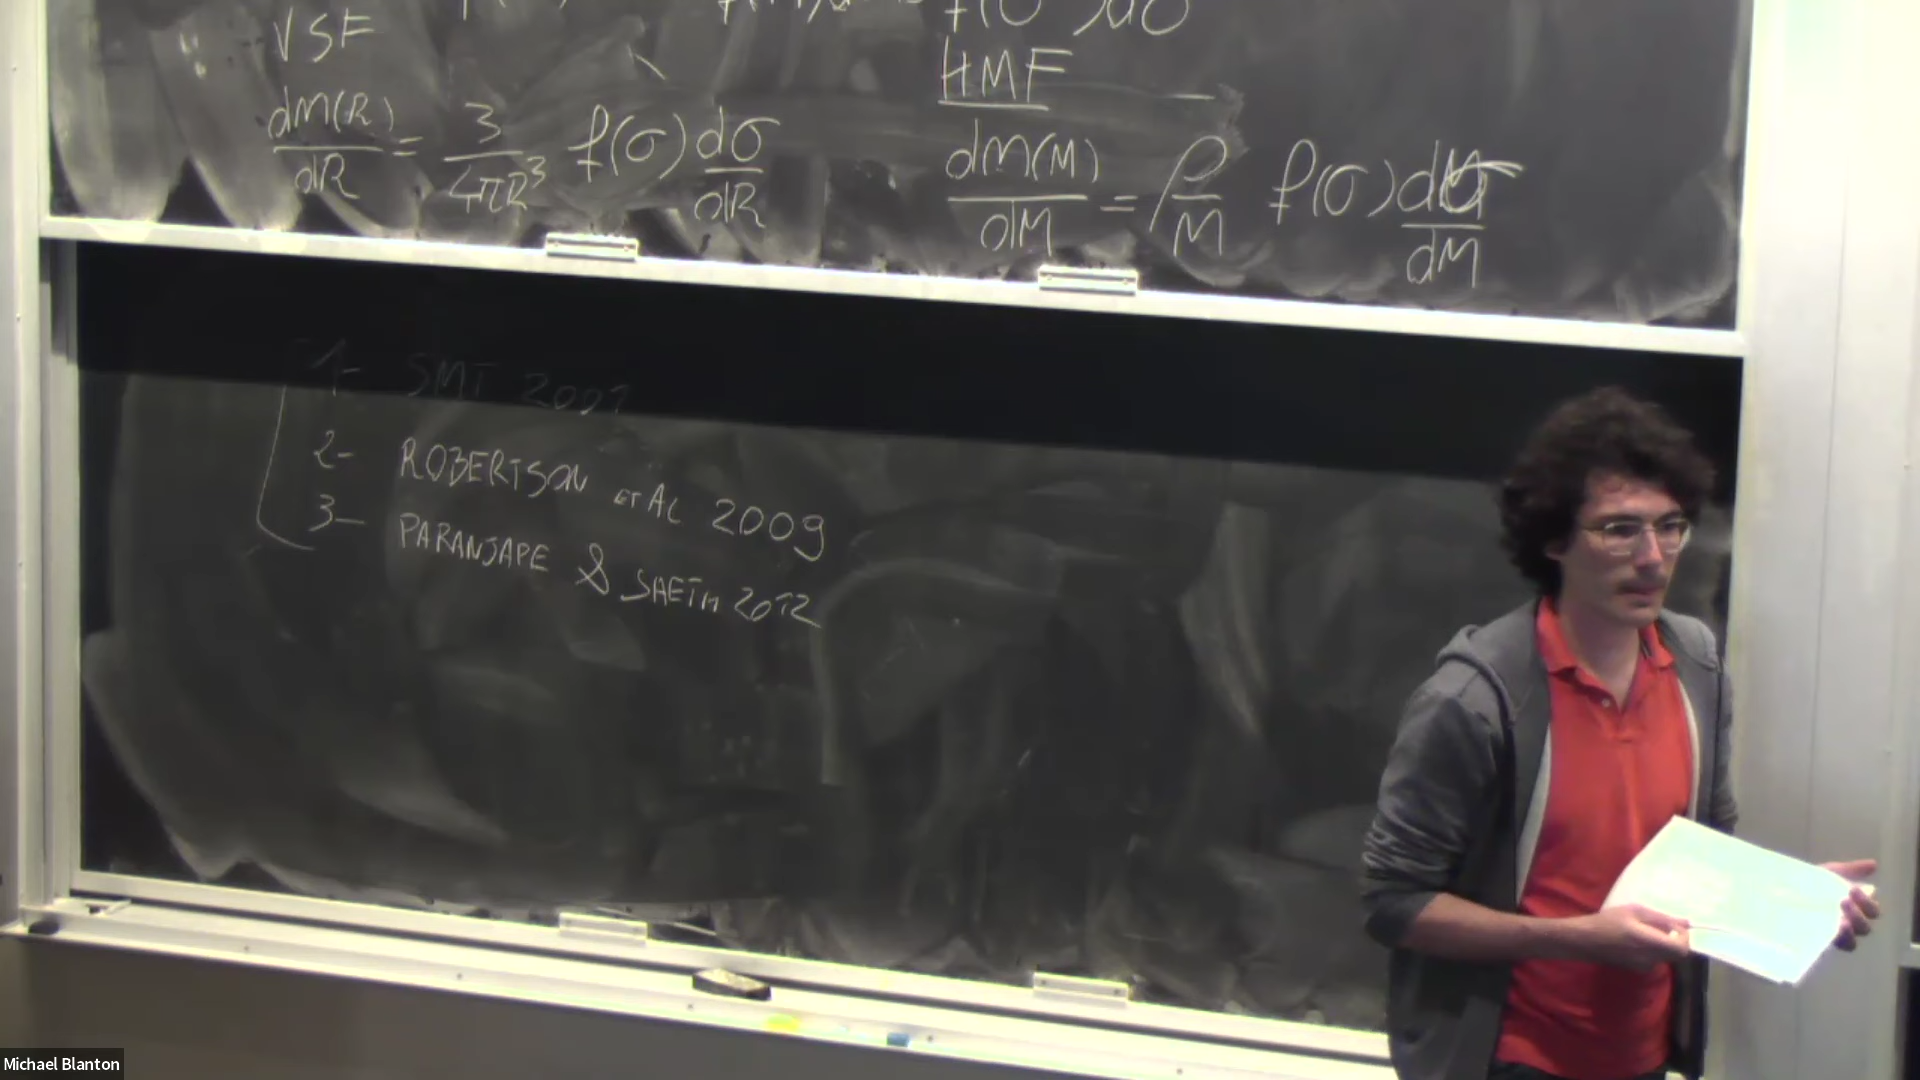 f(σ)dσ
VSF
HMF
dn(R)/dR = 3/4πR³ f(σ) dσ/dR
dn(M)/dM = ρ/M f(σ) dσ/dM
1- SMT 2001
2- ROBERTSON ET AL 2009
3- PARANJAPE & SHETH 2012
Michael Blanton